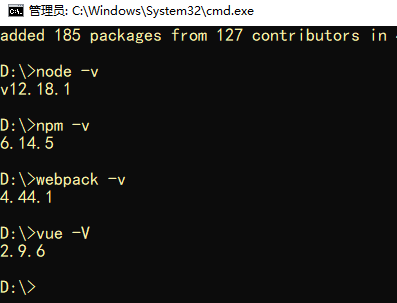 管理员: C:\Windows\System32\cmd.exe
added 185 packages from 127 contributors in
D:\>node -v
v12.18.1
D:\>npm -v
6.14.5
D:\>webpack -v
4.44.1
D:\>vue -V
2.9.6
D:\>